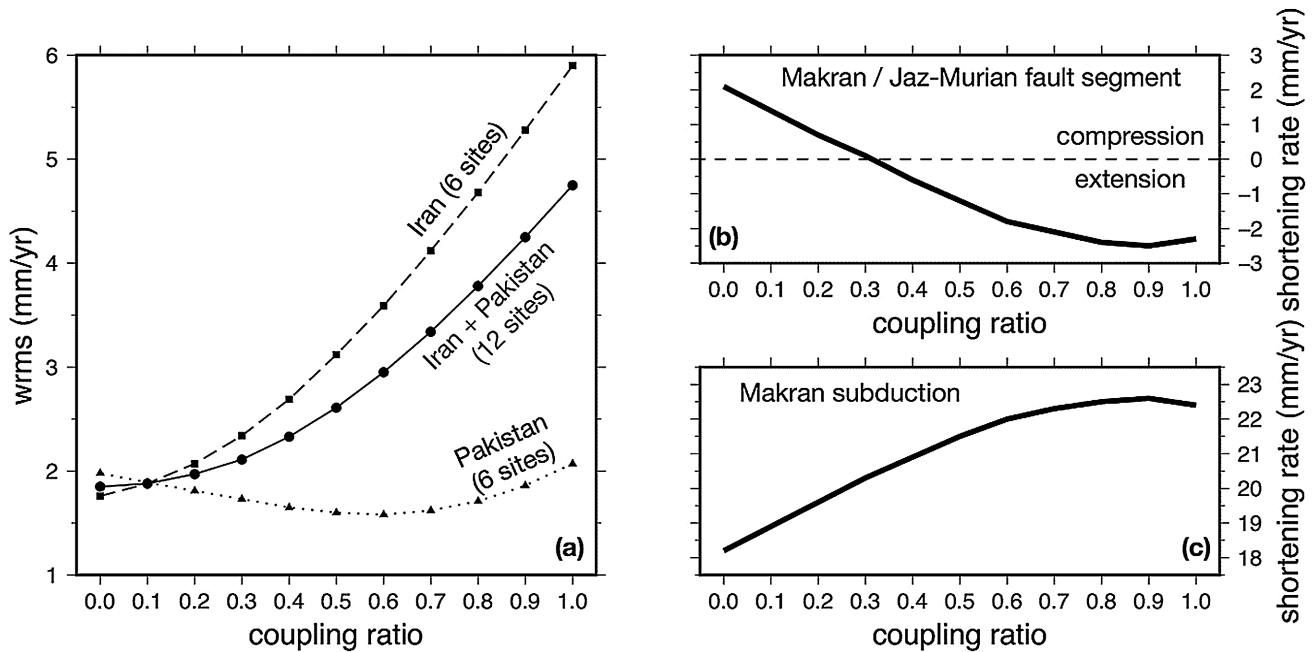 6
5
4
3
2
1
wrms (mm/yr)
Iran (6 sites)
Iran + Pakistan
(12 sites)
Pakistan
(6 sites)
(a)
0.0 0.1 0.2 0.3 0.4 0.5 0.6 0.7 0.8 0.9 1.0
coupling ratio
Makran / Jaz-Murian fault segment
compression
extension
(b)
3
2
1
0
−1
−2
−3
shortening rate (mm/yr)
0.0 0.1 0.2 0.3 0.4 0.5 0.6 0.7 0.8 0.9 1.0
coupling ratio
Makran subduction
(c)
23
22
21
20
19
18
shortening rate (mm/yr)
0.0 0.1 0.2 0.3 0.4 0.5 0.6 0.7 0.8 0.9 1.0
coupling ratio